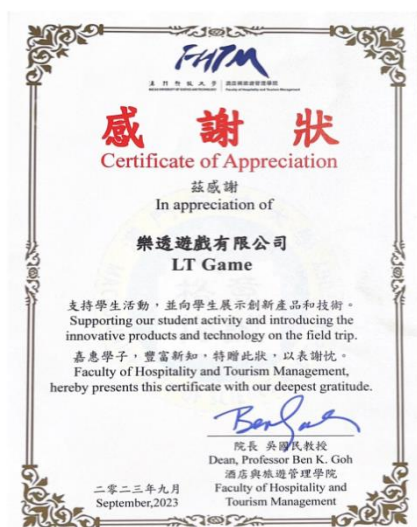 FHTM
澳門科技大學 酒店與旅遊管理學院
MACAU UNIVERSITY OF SCIENCE AND TECHNOLOGY Faculty of Hospitality and Tourism Management
感謝狀
Certificate of Appreciation
茲感謝
In appreciation of
樂透遊戲有限公司
LT Game
支持學生活動，並向學生展示創新產品和技術。
Supporting our student activity and introducing the
innovative products and technology on the field trip.
嘉惠學子，豐富新知，特贈此狀，以表謝忱。
Faculty of Hospitality and Tourism Management,
hereby presents this certificate with our deepest gratitude.
院長 吳國民教授
Dean, Professor Ben K. Goh
酒店與旅遊管理學院
Faculty of Hospitality and
Tourism Management
二零二三年九月
September,2023